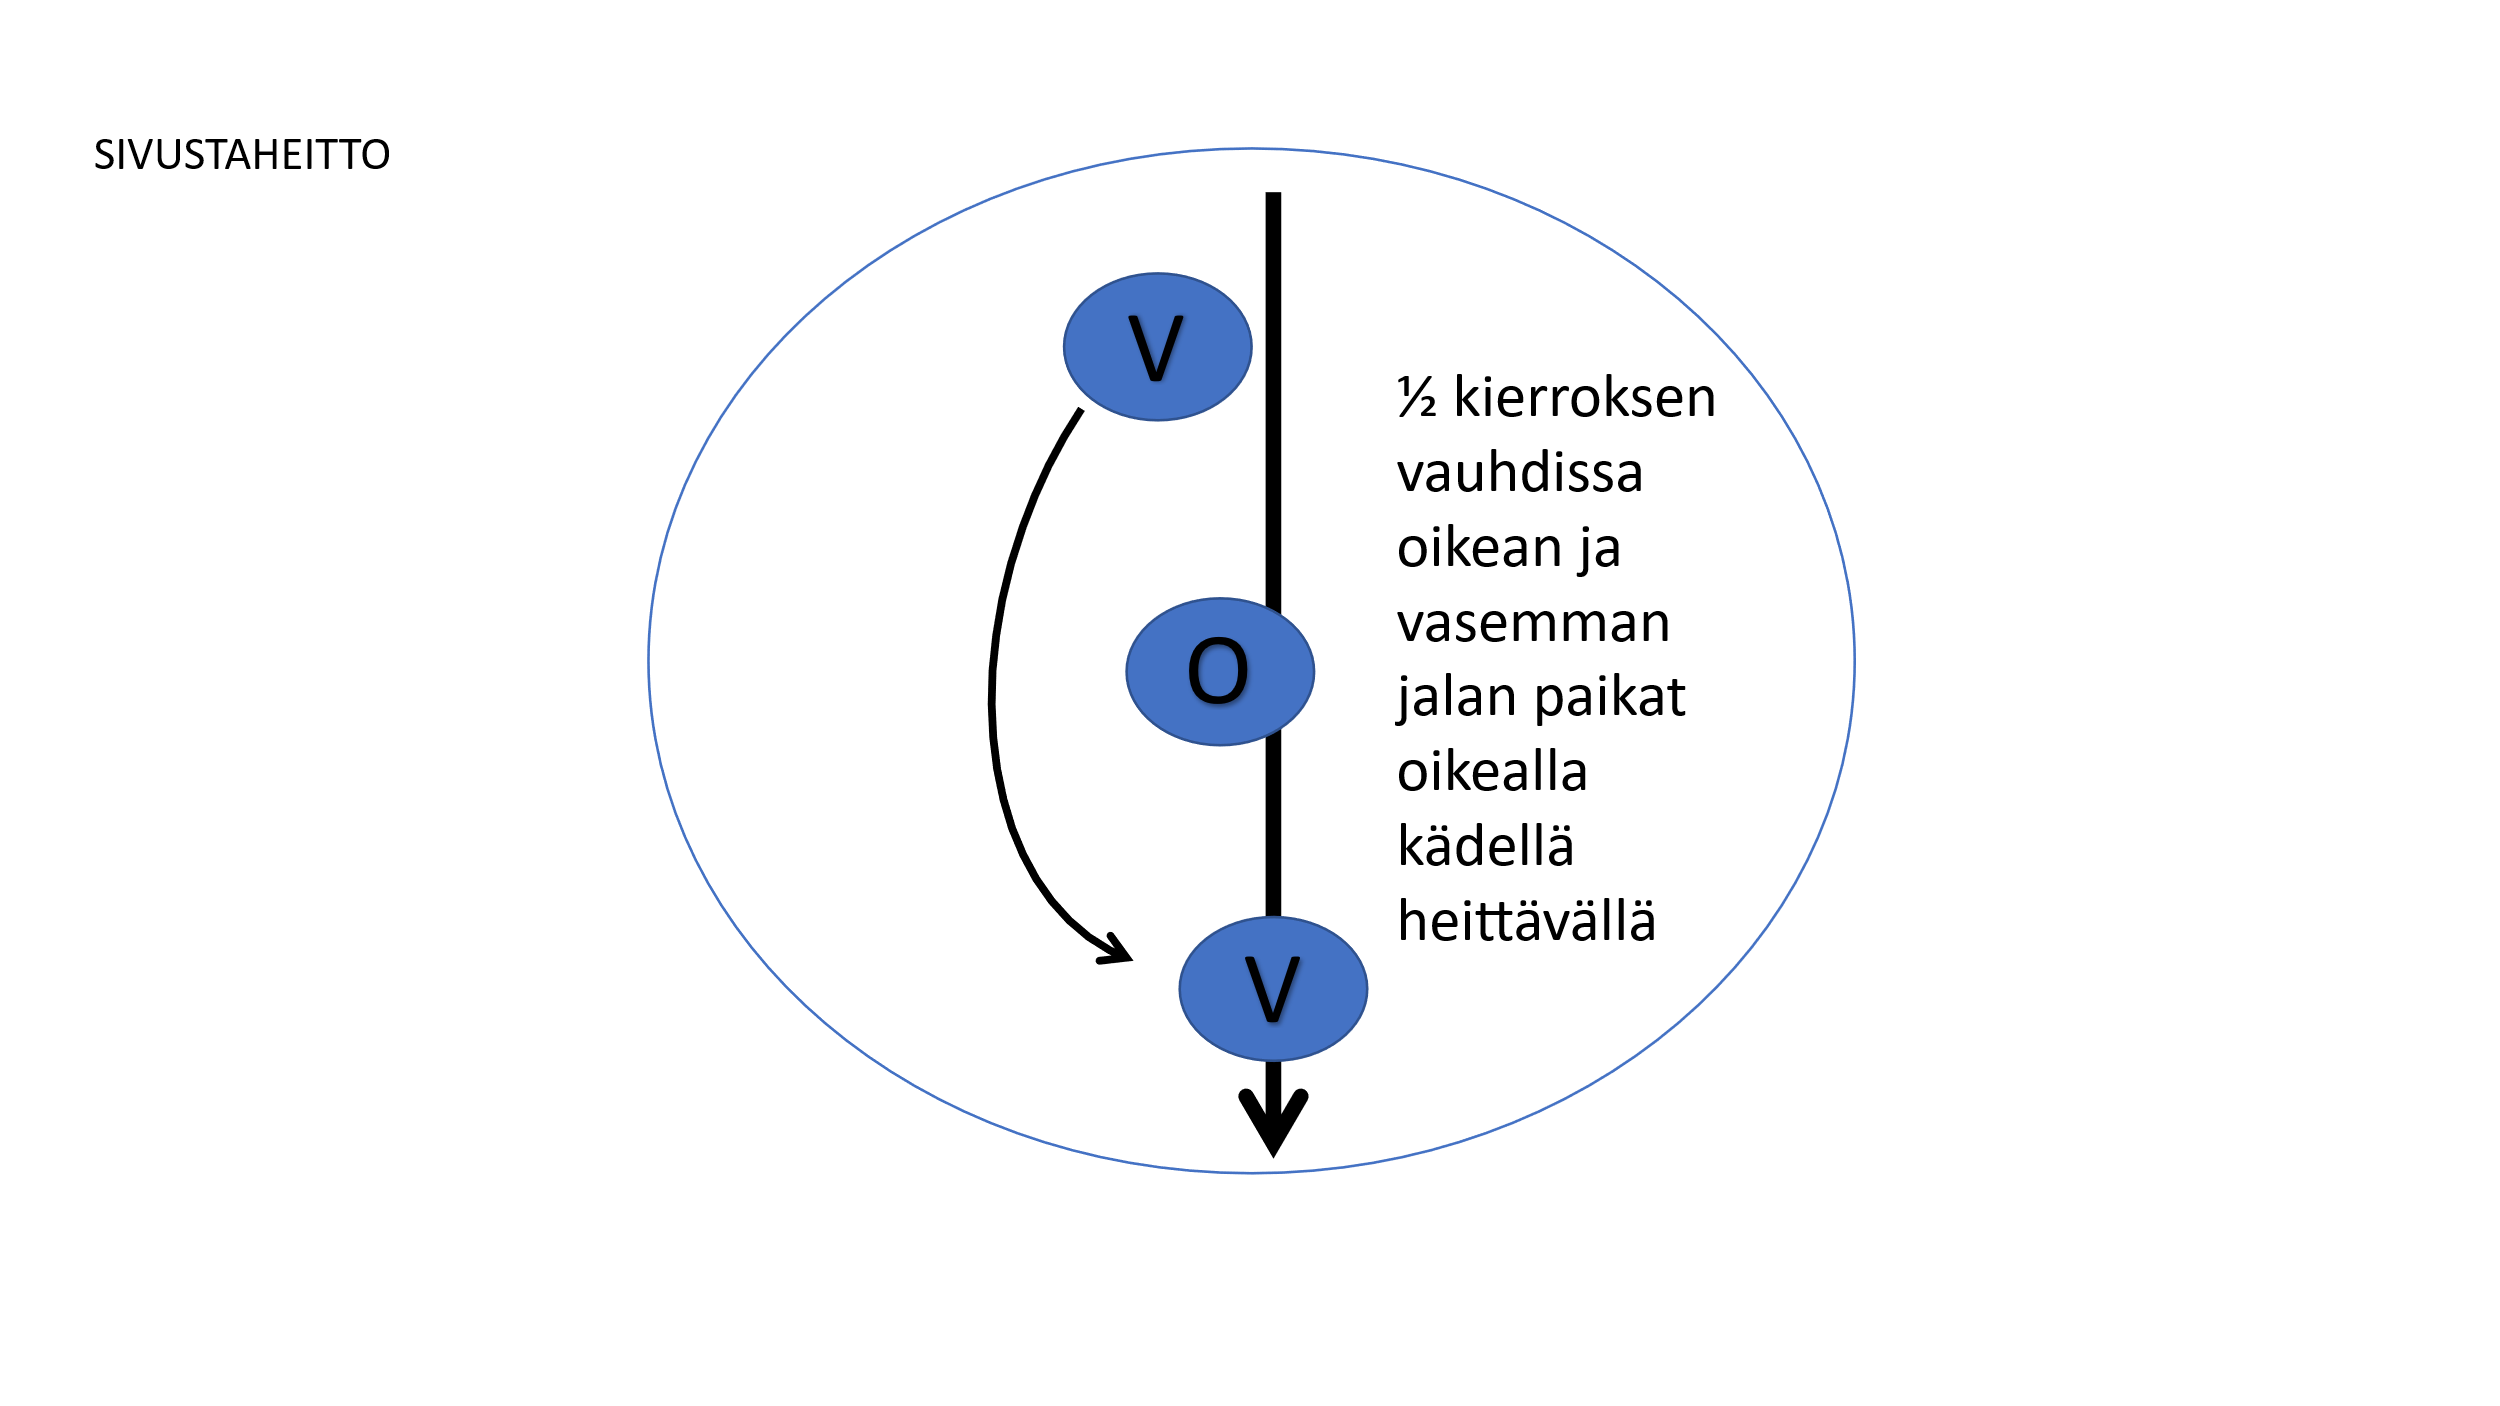 SIVUSTAHEITTO
V
O
V
½ kierroksen
vauhdissa
oikean ja
vasemman
jalan paikat
oikealla
kädellä
heittävällä